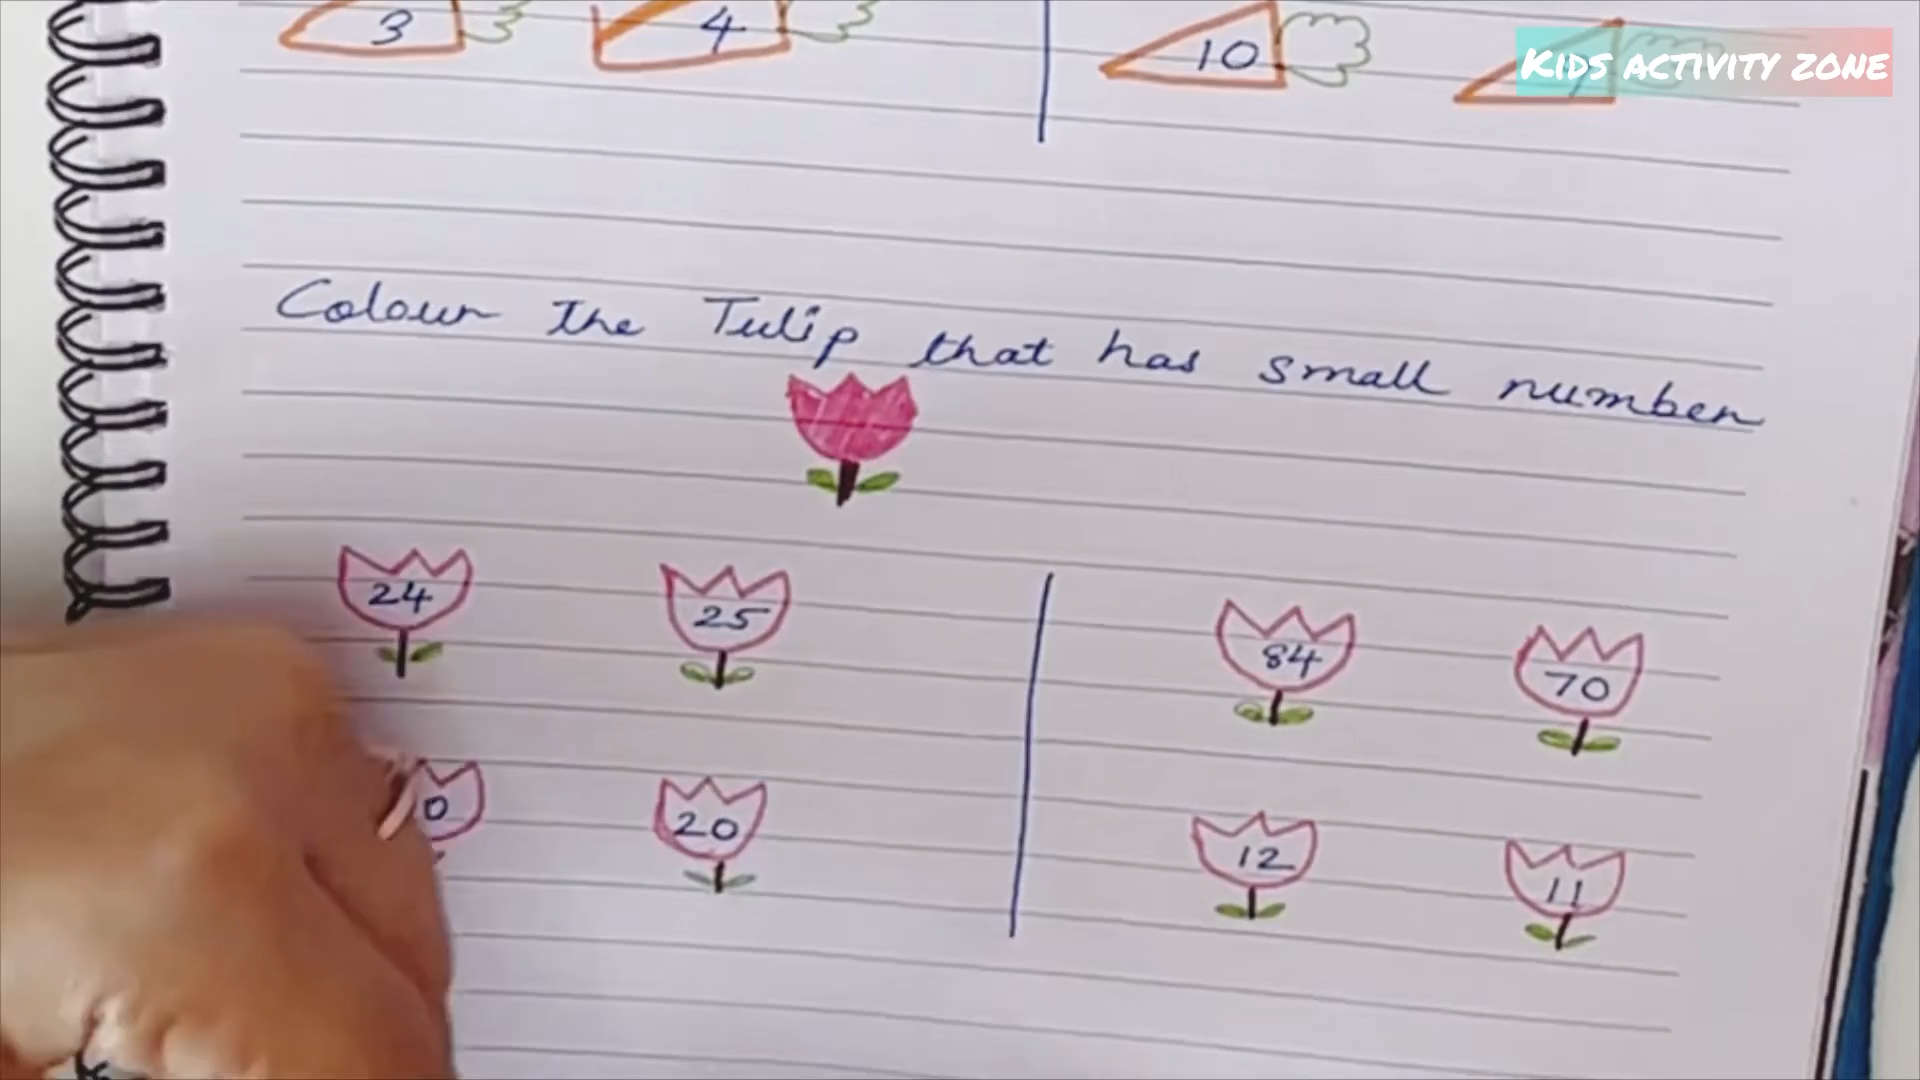 3 4 10
Kids activity zone
Colour The Tulip that has small number
24 25 84 70
0 20 12 11